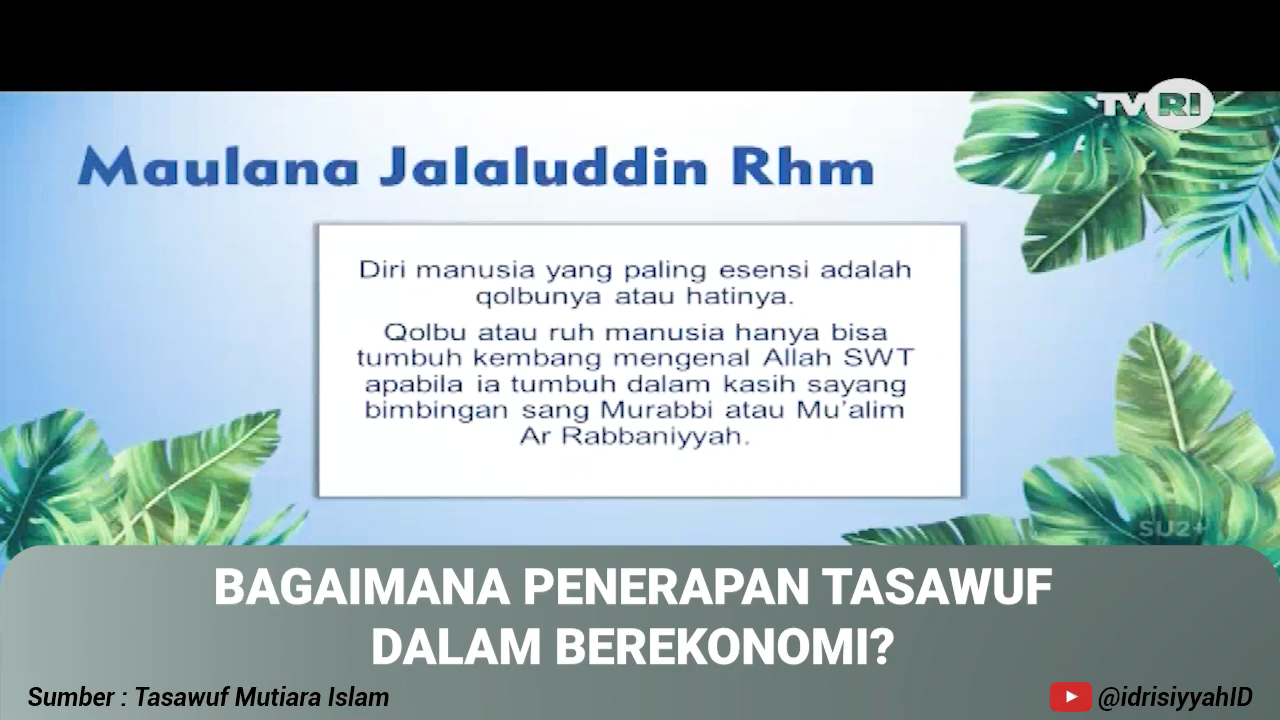 TVRI
Maulana Jalaluddin Rhm
Diri manusia yang paling esensi adalah
qolbunya atau hatinya.
Qolbu atau ruh manusia hanya bisa
tumbuh kembang mengenal Allah SWT
apabila ia tumbuh dalam kasih sayang
bimbingan sang Murabbi atau Mu'alim
Ar Rabbaniyyah.
SU2+
BAGAIMANA PENERAPAN TASAWUF
DALAM BEREKONOMI?
Sumber : Tasawuf Mutiara Islam
@idrisiyyahID